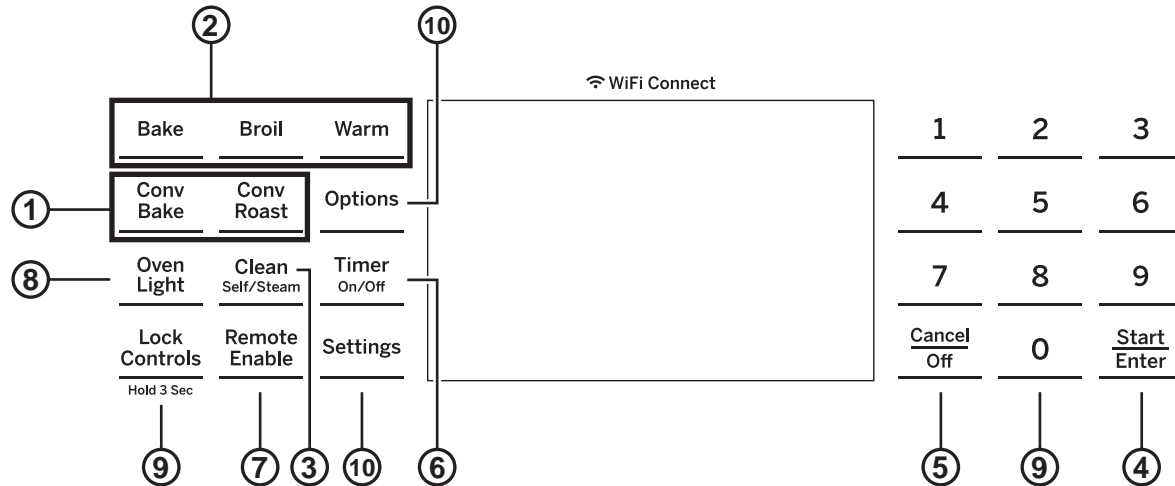 2
10
WiFi Connect
Bake Broil Warm
1 2 3
Conv Bake
Conv Roast
Options
1
4 5 6
8
Oven Light
Clean Self/Steam
Timer On/Off
7 8 9
Lock Controls
Hold 3 Sec
Remote Enable
Settings
Cancel
Off
0
Start
Enter
9 7 3 10 6 5 9 4